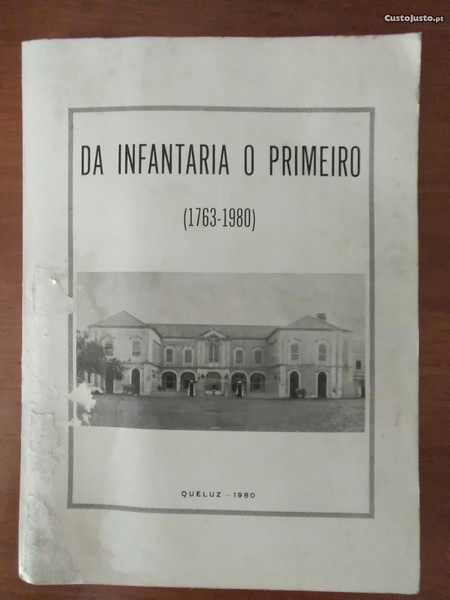 CustoJusto.pt
DA INFANTARIA O PRIMEIRO
(1763-1980)
QUELUZ - 1980